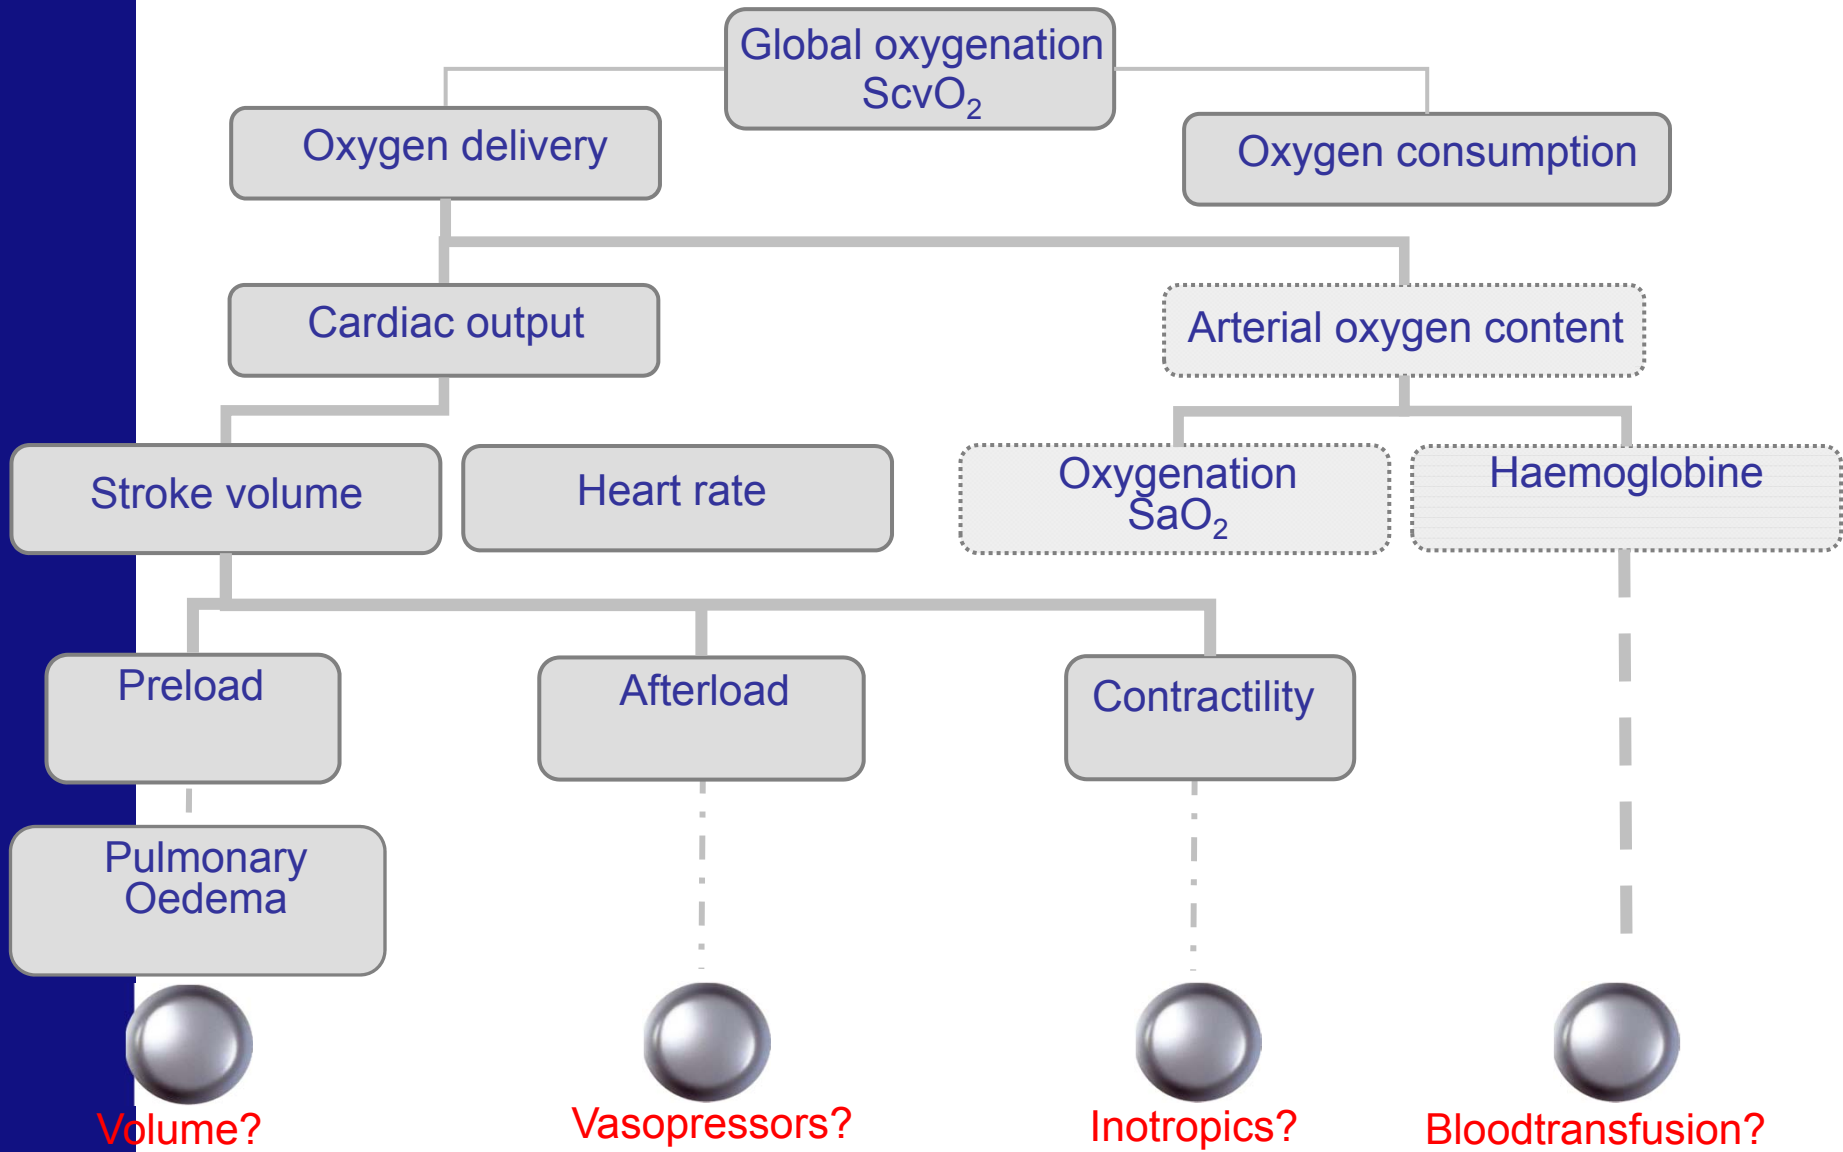 Global oxygenation
ScvO₂
Oxygen delivery
Oxygen consumption
Cardiac output
Arterial oxygen content
Stroke volume
Heart rate
Oxygenation
SaO₂
Haemoglobine
Preload
Afterload
Contractility
Pulmonary
Oedema
Volume?
Vasopressors?
Inotropics?
Bloodtransfusion?